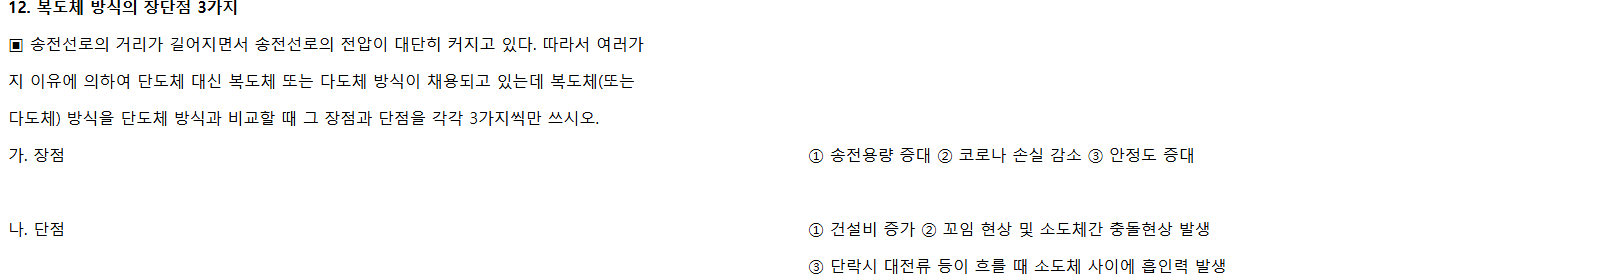 12. 복도체 방식의 장단점 3가지
▣ 송전선로의 거리가 길어지면서 송전선로의 전압이 대단히 커지고 있다. 따라서 여러가
지 이유에 의하여 단도체 대신 복도체 또는 다도체 방식이 채용되고 있는데 복도체(또는
다도체) 방식을 단도체 방식과 비교할 때 그 장점과 단점을 각각 3가지씩만 쓰시오.
가. 장점 ① 송전용량 증대 ② 코로나 손실 감소 ③ 안정도 증대
나. 단점 ① 건설비 증가 ② 꼬임 현상 및 소도체간 충돌현상 발생
③ 단락시 대전류 등이 흐를 때 소도체 사이에 흡인력 발생